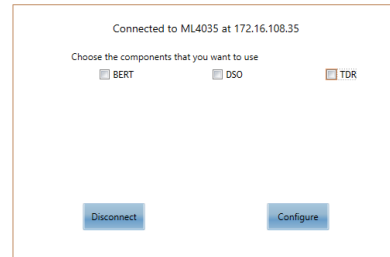 Connected to ML4035 at 172.16.108.35
Choose the components that you want to use
BERT DSO TDR
Disconnect Configure